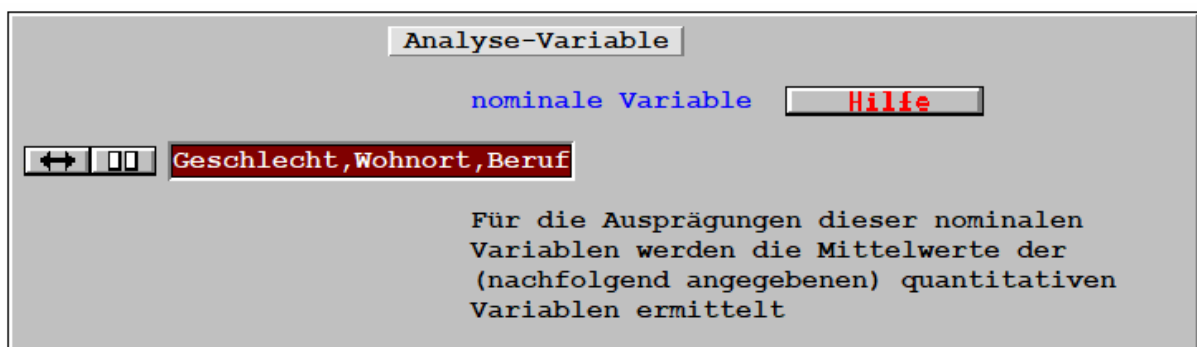 Analyse-Variable
nominale Variable Hilfe
Geschlecht,Wohnort,Beruf
Für die Ausprägungen dieser nominalen
Variablen werden die Mittelwerte der
(nachfolgend angegebenen) quantitativen
Variablen ermittelt